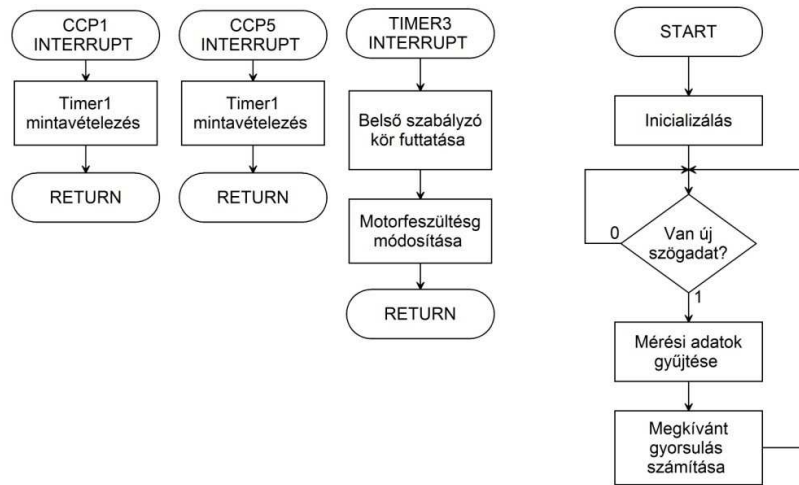 CCP1
INTERRUPT
Timer1
mintavételezés
RETURN
CCP5
INTERRUPT
Timer1
mintavételezés
RETURN
TIMER3
INTERRUPT
Belső szabályzó
kör futtatása
Motorfeszültésg
módosítása
RETURN
START
Inicializálás
Van új
szögadat?
0
1
Mérési adatok
gyűjtése
Megkívánt
gyorsulás
számítása